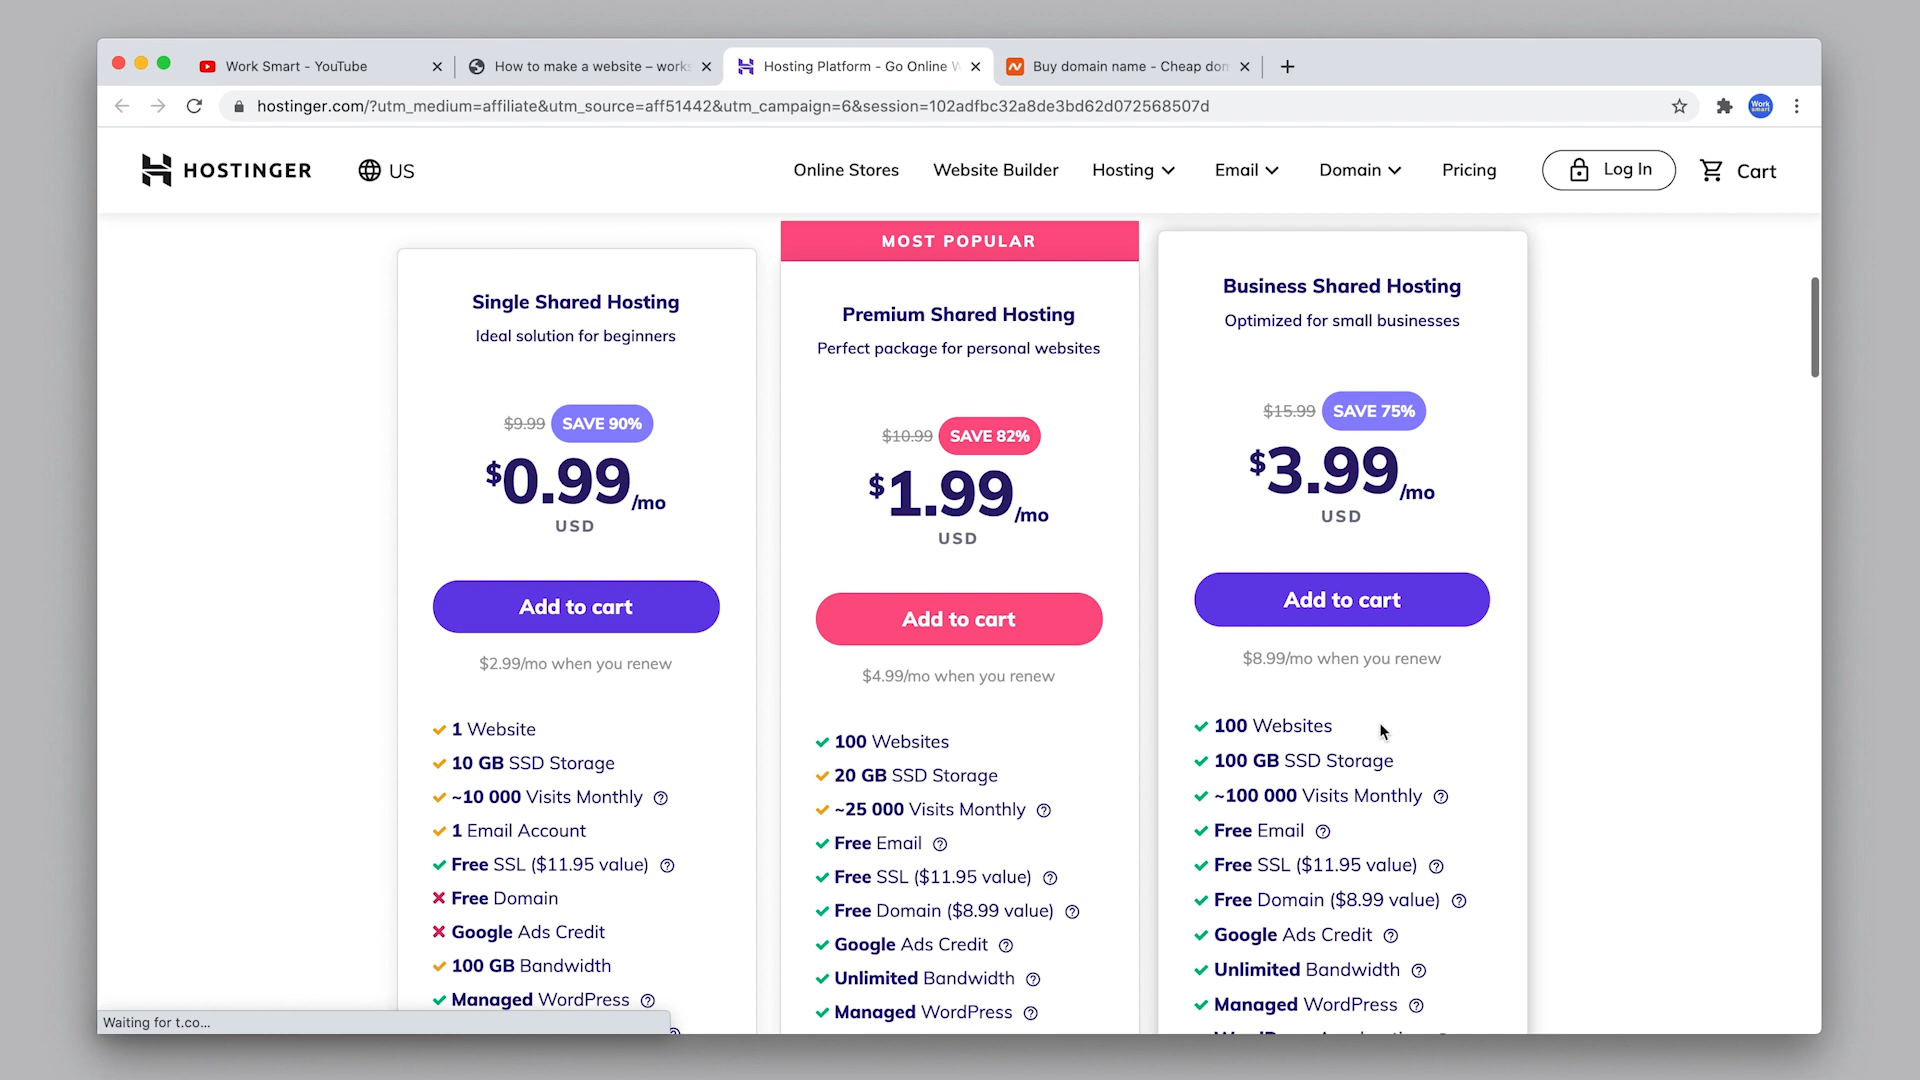 Work Smart - YouTube
How to make a website – works
Hosting Platform - Go Online W
Buy domain name - Cheap dom
hostinger.com/?utm_medium=affiliate&utm_source=aff51442&utm_campaign=6&session=102adfbc32a8de3bd62d072568507d
Work smart
HOSTINGER
US
Online Stores
Website Builder
Hosting
Email
Domain
Pricing
Log In
Cart
Single Shared Hosting
Ideal solution for beginners
$9.99 SAVE 90%
$0.99/mo
USD
Add to cart
$2.99/mo when you renew
1 Website
10 GB SSD Storage
~10 000 Visits Monthly
1 Email Account
Free SSL ($11.95 value)
Free Domain
Google Ads Credit
100 GB Bandwidth
Managed WordPress
MOST POPULAR
Premium Shared Hosting
Perfect package for personal websites
$10.99 SAVE 82%
$1.99/mo
USD
Add to cart
$4.99/mo when you renew
100 Websites
20 GB SSD Storage
~25 000 Visits Monthly
Free Email
Free SSL ($11.95 value)
Free Domain ($8.99 value)
Google Ads Credit
Unlimited Bandwidth
Managed WordPress
Business Shared Hosting
Optimized for small businesses
$15.99 SAVE 75%
$3.99/mo
USD
Add to cart
$8.99/mo when you renew
100 Websites
100 GB SSD Storage
~100 000 Visits Monthly
Free Email
Free SSL ($11.95 value)
Free Domain ($8.99 value)
Google Ads Credit
Unlimited Bandwidth
Managed WordPress
Waiting for t.co...